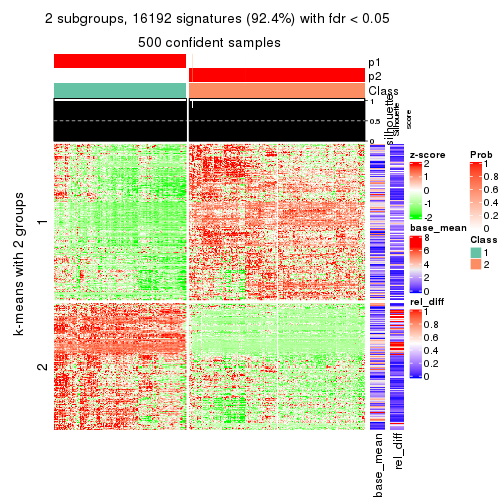 2 subgroups, 16192 signatures (92.4%) with fdr < 0.05
500 confident samples
p1
p2
Class
1
0.5
0
silhouette
Silhouette
score
k-means with 2 groups
1
2
base_mean
rel_diff
z-score
2
1
0
-1
-2
base_mean
8
6
4
2
0
rel_diff
1
0.8
0.6
0.4
0.2
0
Prob
1
0.8
0.6
0.4
0.2
0
Class
1
2